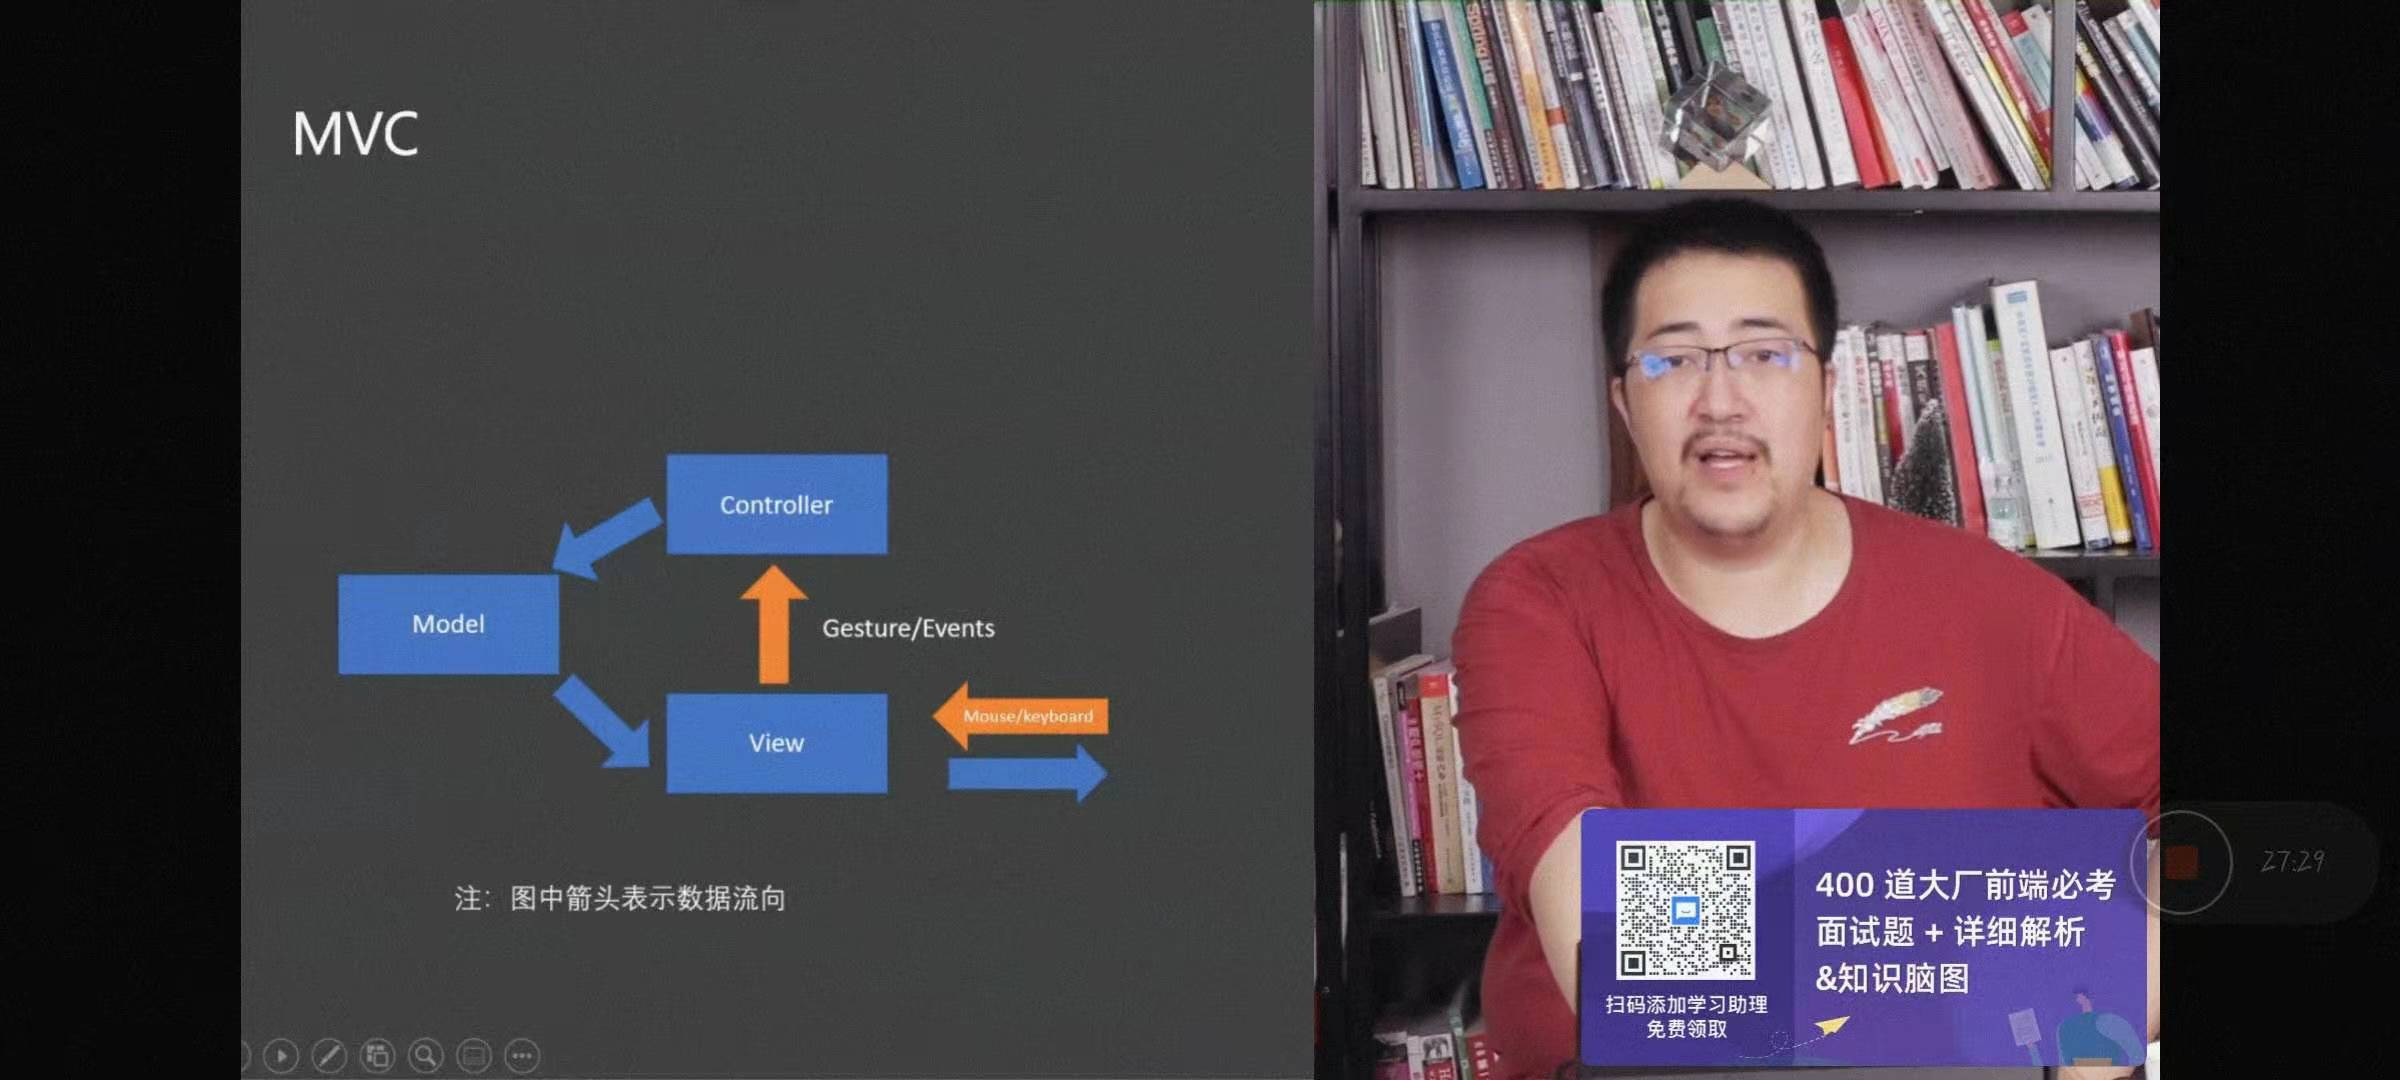 MVC
Controller
Model
Gesture/Events
Mouse/keyboard
View
注：图中箭头表示数据流向
Spring
400 道大厂前端必考
面试题 + 详细解析
&知识脑图
扫码添加学习助理
免费领取
27:29